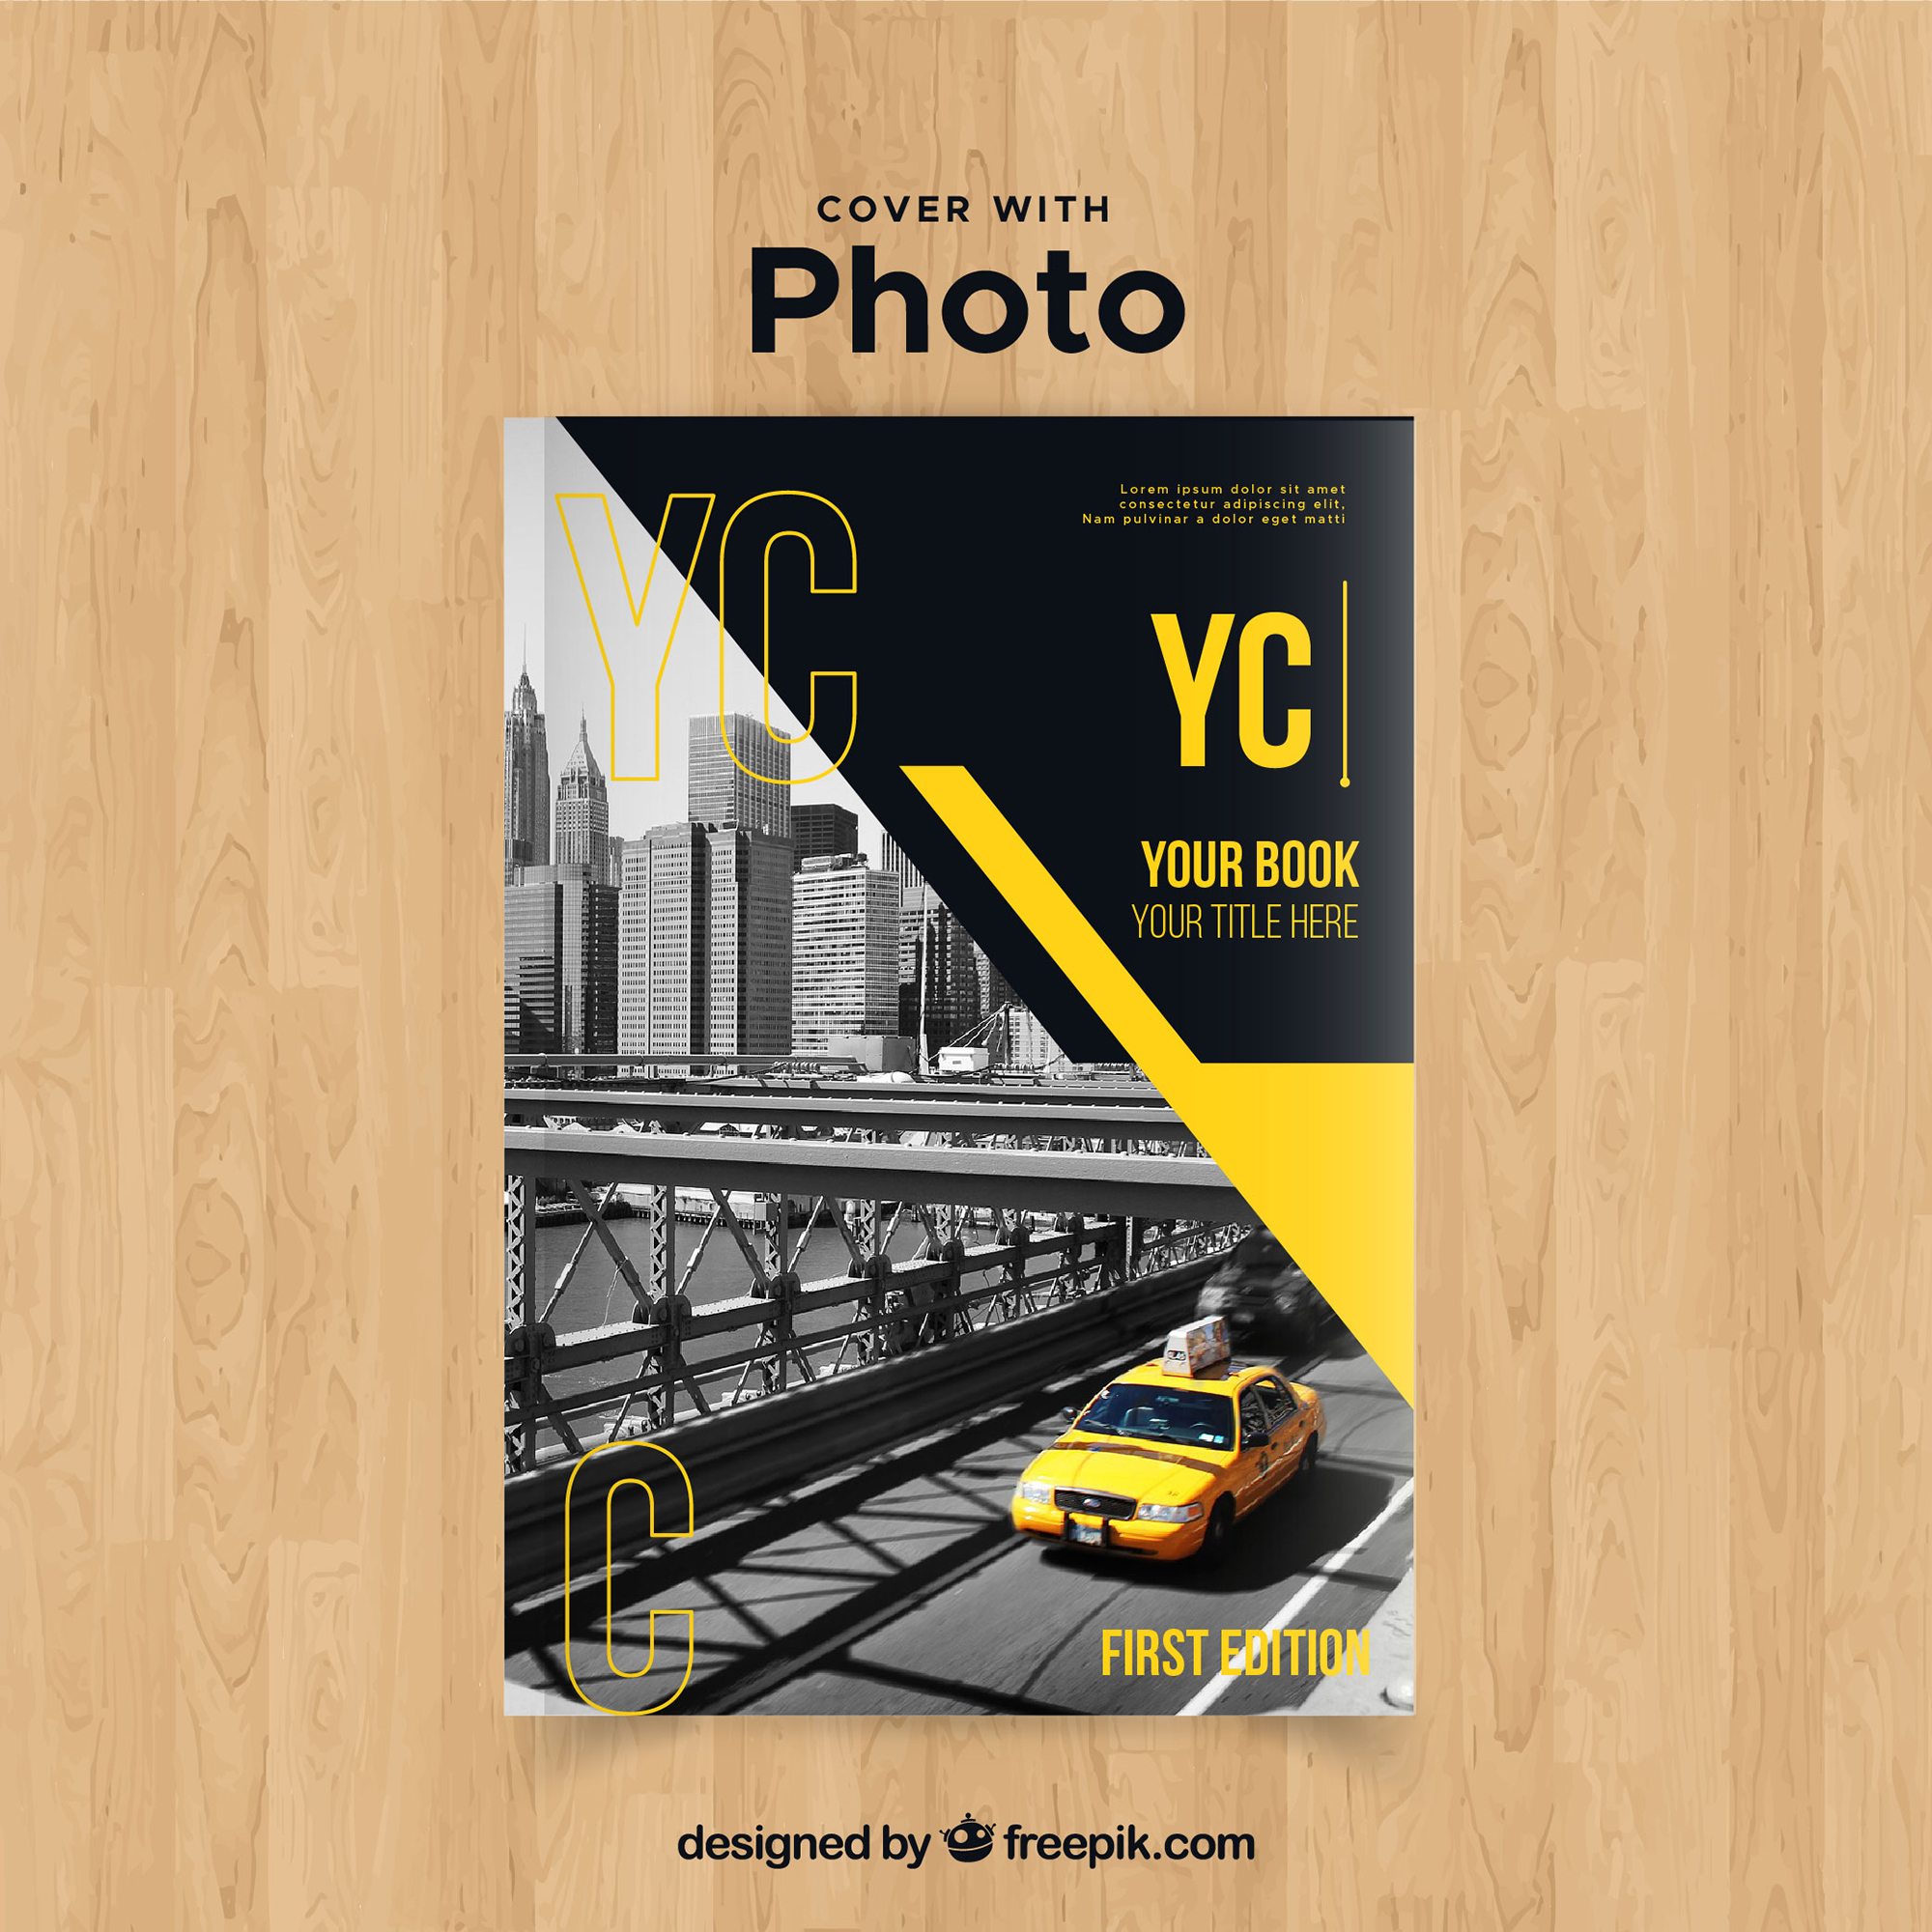 COVER WITH
Photo
Lorem ipsum dolor sit amet
consectetur adipiscing elit,
Nam pulvinar a dolor eget matti
YC
YC
YOUR BOOK
YOUR TITLE HERE
C
FIRST EDITION
designed by freepik.com